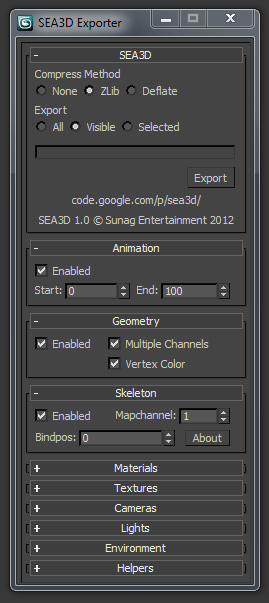 SEA3D Exporter
- SEA3D
Compress Method
None ZLib Deflate
Export
All Visible Selected
Export
code.google.com/p/sea3d/
SEA3D 1.0 © Sunag Entertainment 2012
- Animation
Enabled
Start: 0 End: 100
- Geometry
Enabled Multiple Channels
Vertex Color
- Skeleton
Enabled Mapchannel: 1
Bindpos: 0 About
+ Materials
+ Textures
+ Cameras
+ Lights
+ Environment
+ Helpers